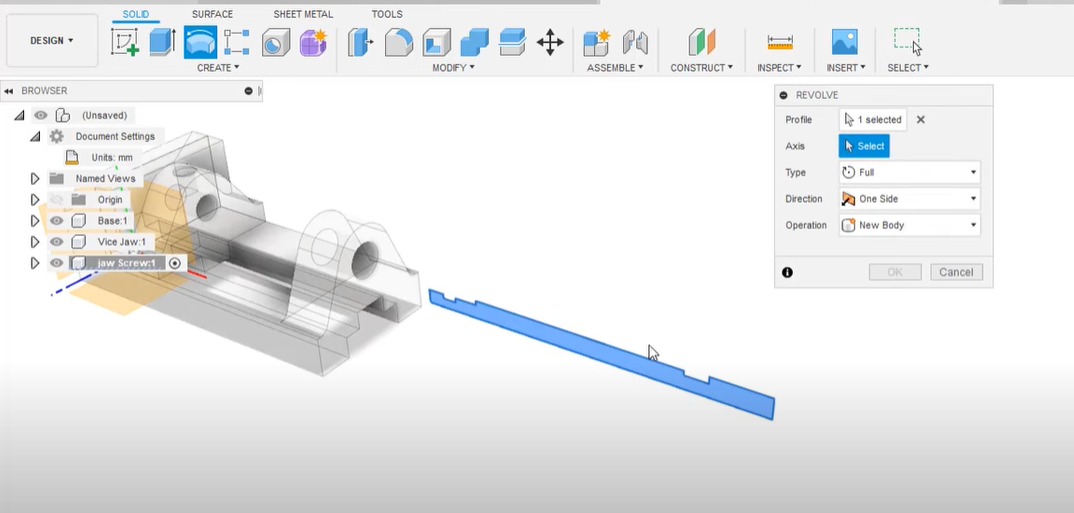 SOLID SURFACE SHEET METAL TOOLS
DESIGN
CREATE MODIFY ASSEMBLE CONSTRUCT INSPECT INSERT SELECT
BROWSER
(Unsaved)
Document Settings
Units: mm
Named Views
Origin
Base:1
Vice Jaw:1
jaw Screw:1
REVOLVE
Profile 1 selected
Axis Select
Type Full
Direction One Side
Operation New Body
OK Cancel